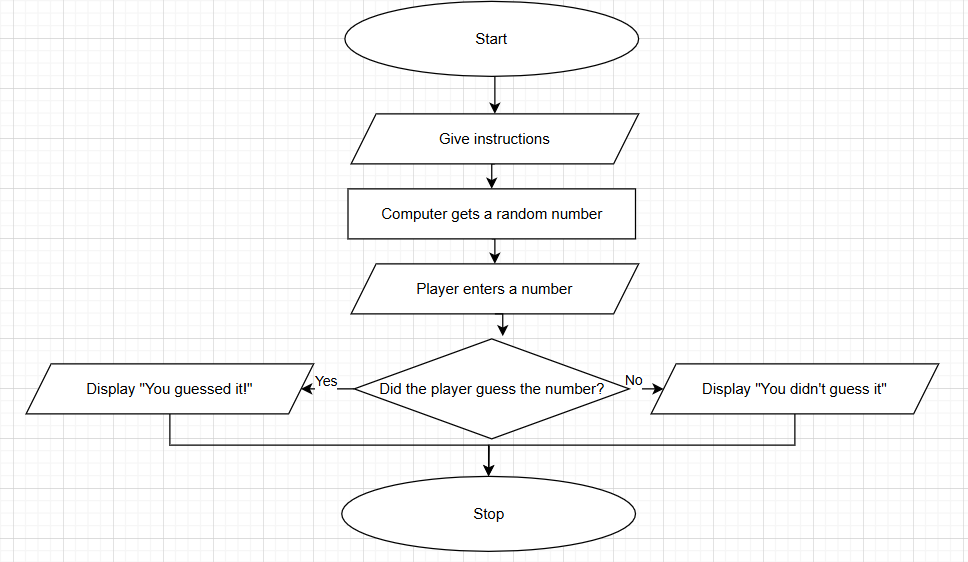 Start
Give instructions
Computer gets a random number
Player enters a number
Display "You guessed it!"
Yes
Did the player guess the number?
No
Display "You didn't guess it"
Stop